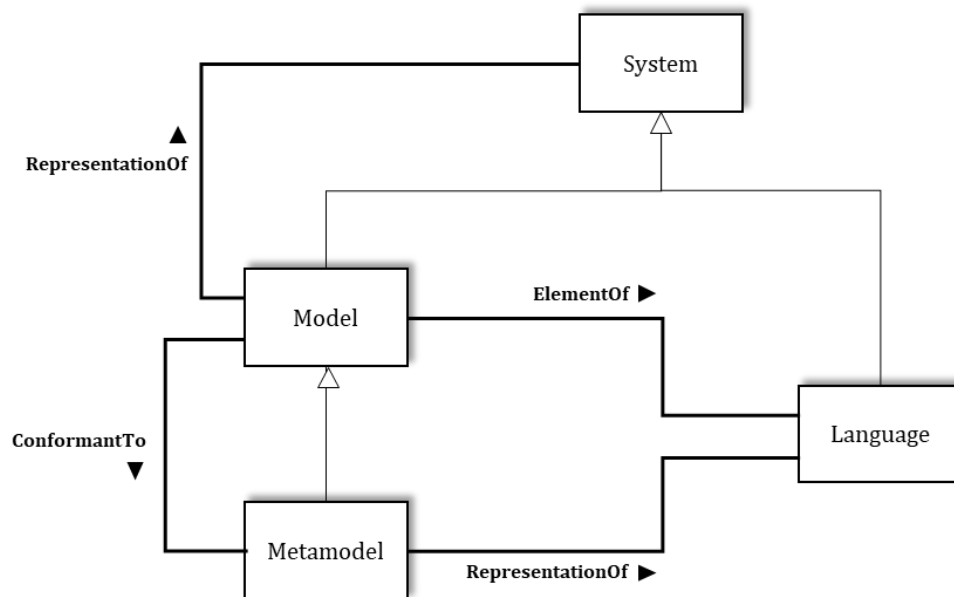 System
▲
RepresentationOf
ElementOf ►
Model
ConformantTo
▼
Language
Metamodel
RepresentationOf ►